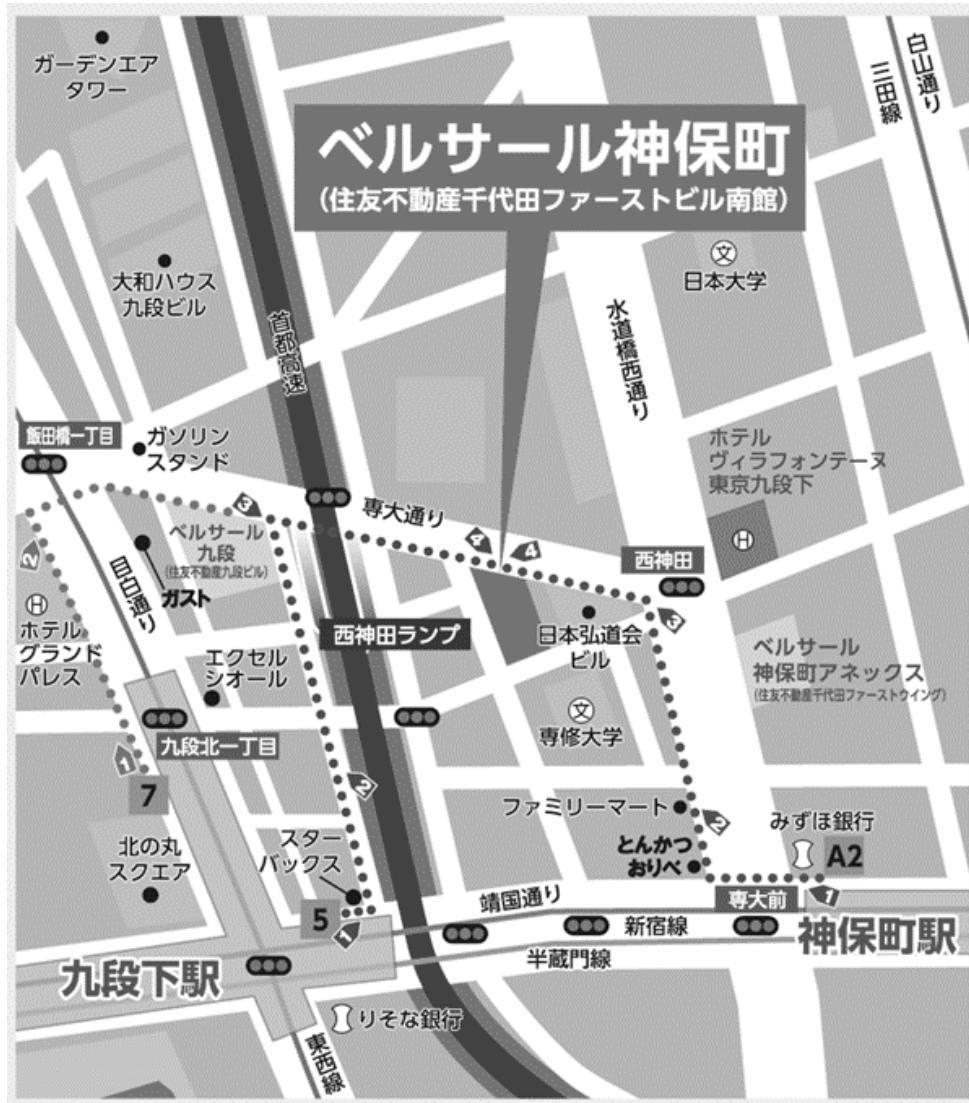 ガーデンエア
タワー
白山通り
三田線
ベルサール神保町
(住友不動産千代田ファーストビル南館)
大和ハウス
九段ビル
文
日本大学
首都高速
水道橋西通り
飯田橋一丁目
ガソリン
スタンド
ホテル
ヴィラフォンテーヌ
東京九段下
H
専大通り
3
4
4
ベルサール
九段
(住友不動産九段ビル)
2
目白通り
ガスト
西神田
3
H
ホテル
グランド
パレス
西神田ランプ
日本弘道会
ビル
ベルサール
神保町アネックス
(住友不動産千代田ファーストウイング)
エクセル
シオール
文
専修大学
九段北一丁目
1
7
2
ファミリーマート
2
みずほ銀行
とんかつ
おりべ
A2
スター
バックス
北の丸
スクエア
5
1
靖国通り
専大前
1
新宿線
神保町駅
九段下駅
半蔵門線
りそな銀行
東西線